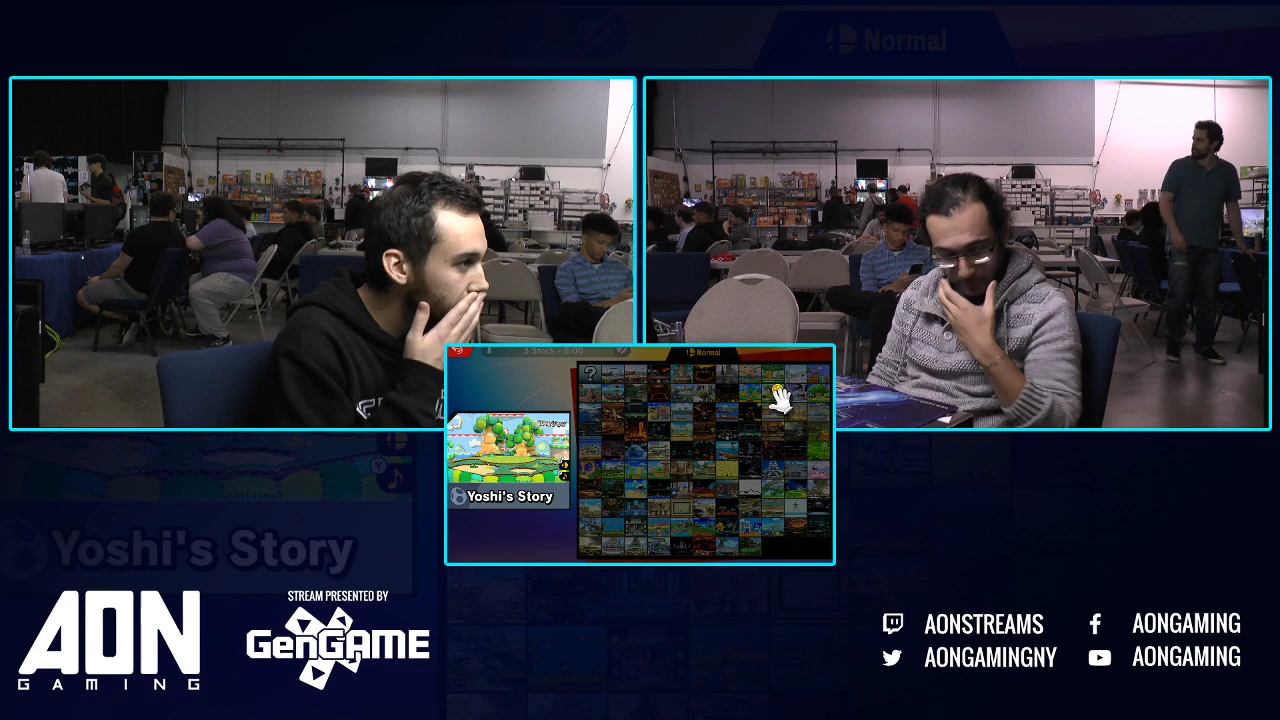 Normal
3 Stock - 8:00
Normal
Yoshi's Story
Yoshi's Story
AON
GAMING
STREAM PRESENTED BY
GenGAME
AONSTREAMS
AONGAMING
AONGAMINGNY
AONGAMING